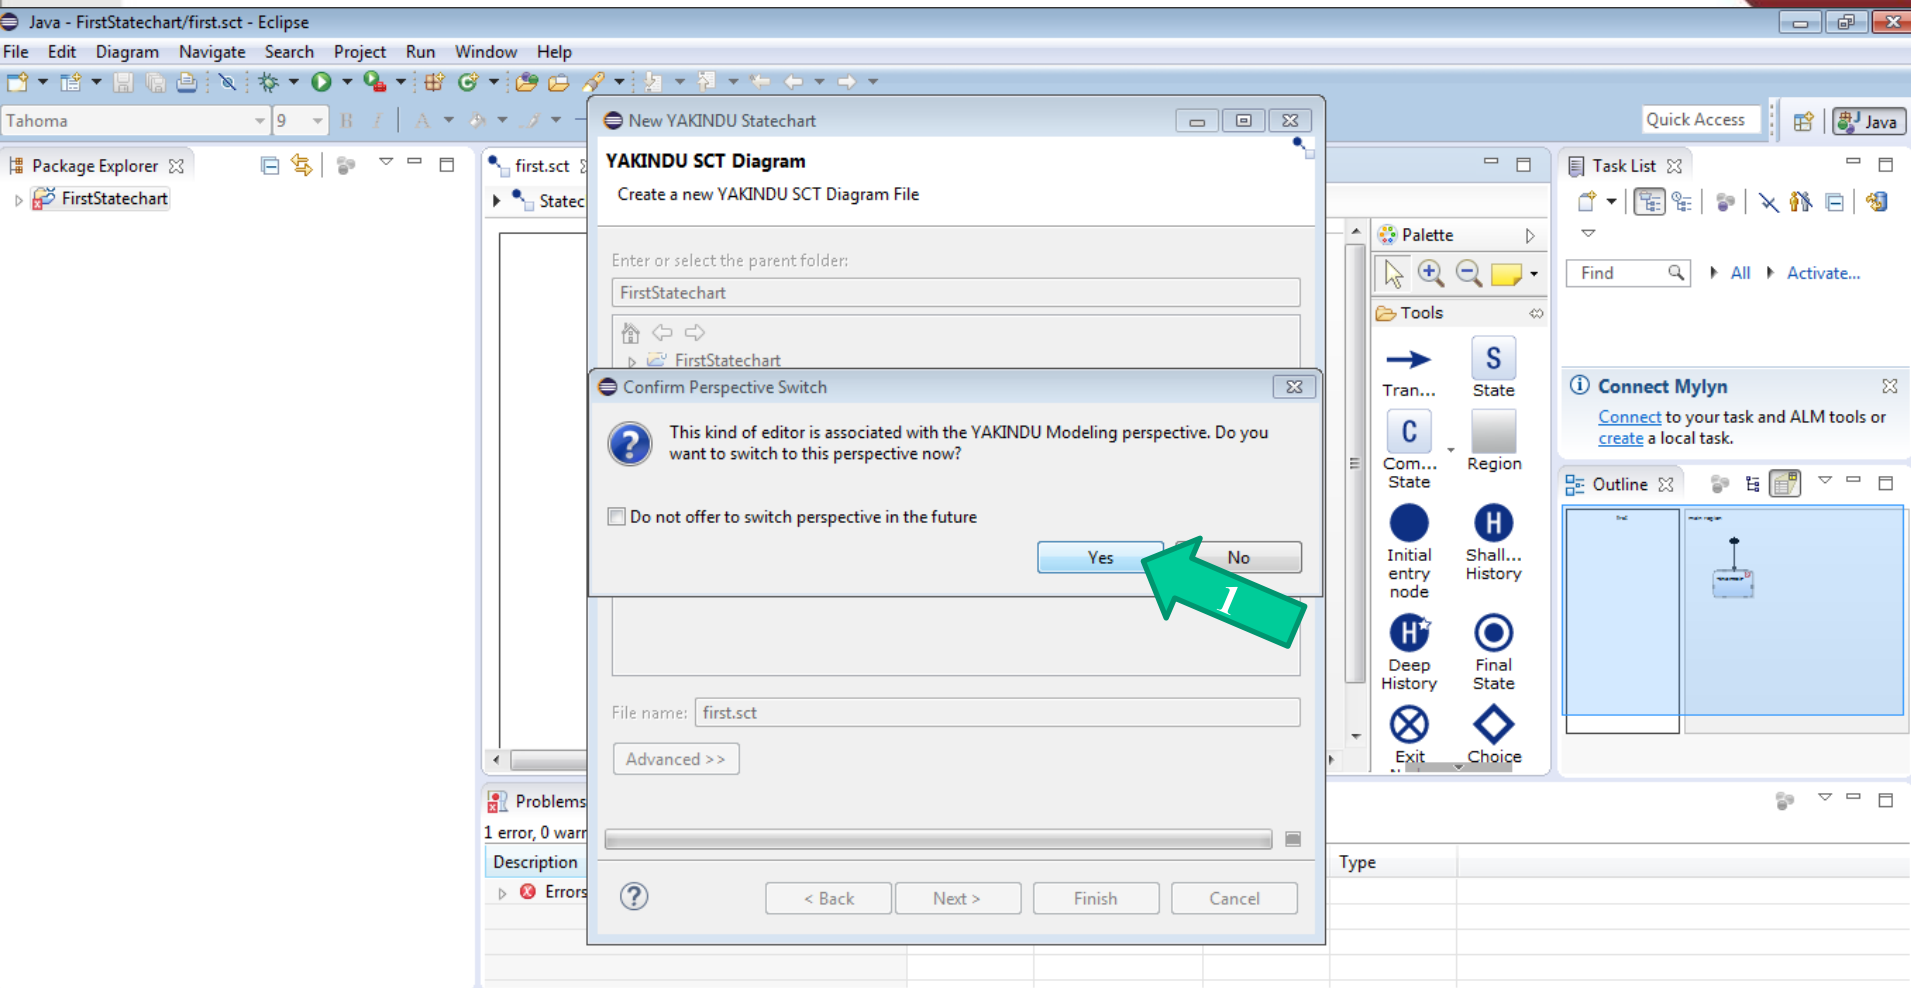 Java - FirstStatechart/first.sct - Eclipse
File Edit Diagram Navigate Search Project Run Window Help
Tahoma 9 B I A
Quick Access Java
Package Explorer
FirstStatechart
first.sct
Statec
New YAKINDU Statechart
YAKINDU SCT Diagram
Create a new YAKINDU SCT Diagram File
Enter or select the parent folder:
FirstStatechart
FirstStatechart
Confirm Perspective Switch
This kind of editor is associated with the YAKINDU Modeling perspective. Do you
want to switch to this perspective now?
Do not offer to switch perspective in the future
Yes No
1
File name: first.sct
Advanced >>
< Back Next > Finish Cancel
Palette
Tools
Tran...
S
State
C
Com...
State
Region
Initial
entry
node
H
Shall...
History
H
Deep
History
Final
State
Exit
Choice
Task List
Find All Activate...
Connect Mylyn
Connect to your task and ALM tools or
create a local task.
Outline
main region
Problems
1 error, 0 warr
Description Type
Errors